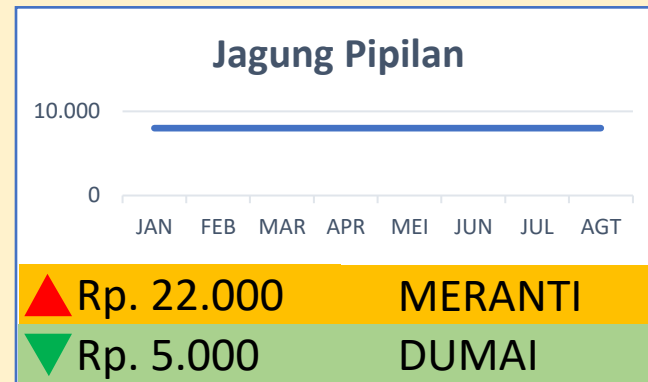 Jagung Pipilan
10.000
0
JAN FEB MAR APR MEI JUN JUL AGT
Rp. 22.000 MERANTI
Rp. 5.000 DUMAI